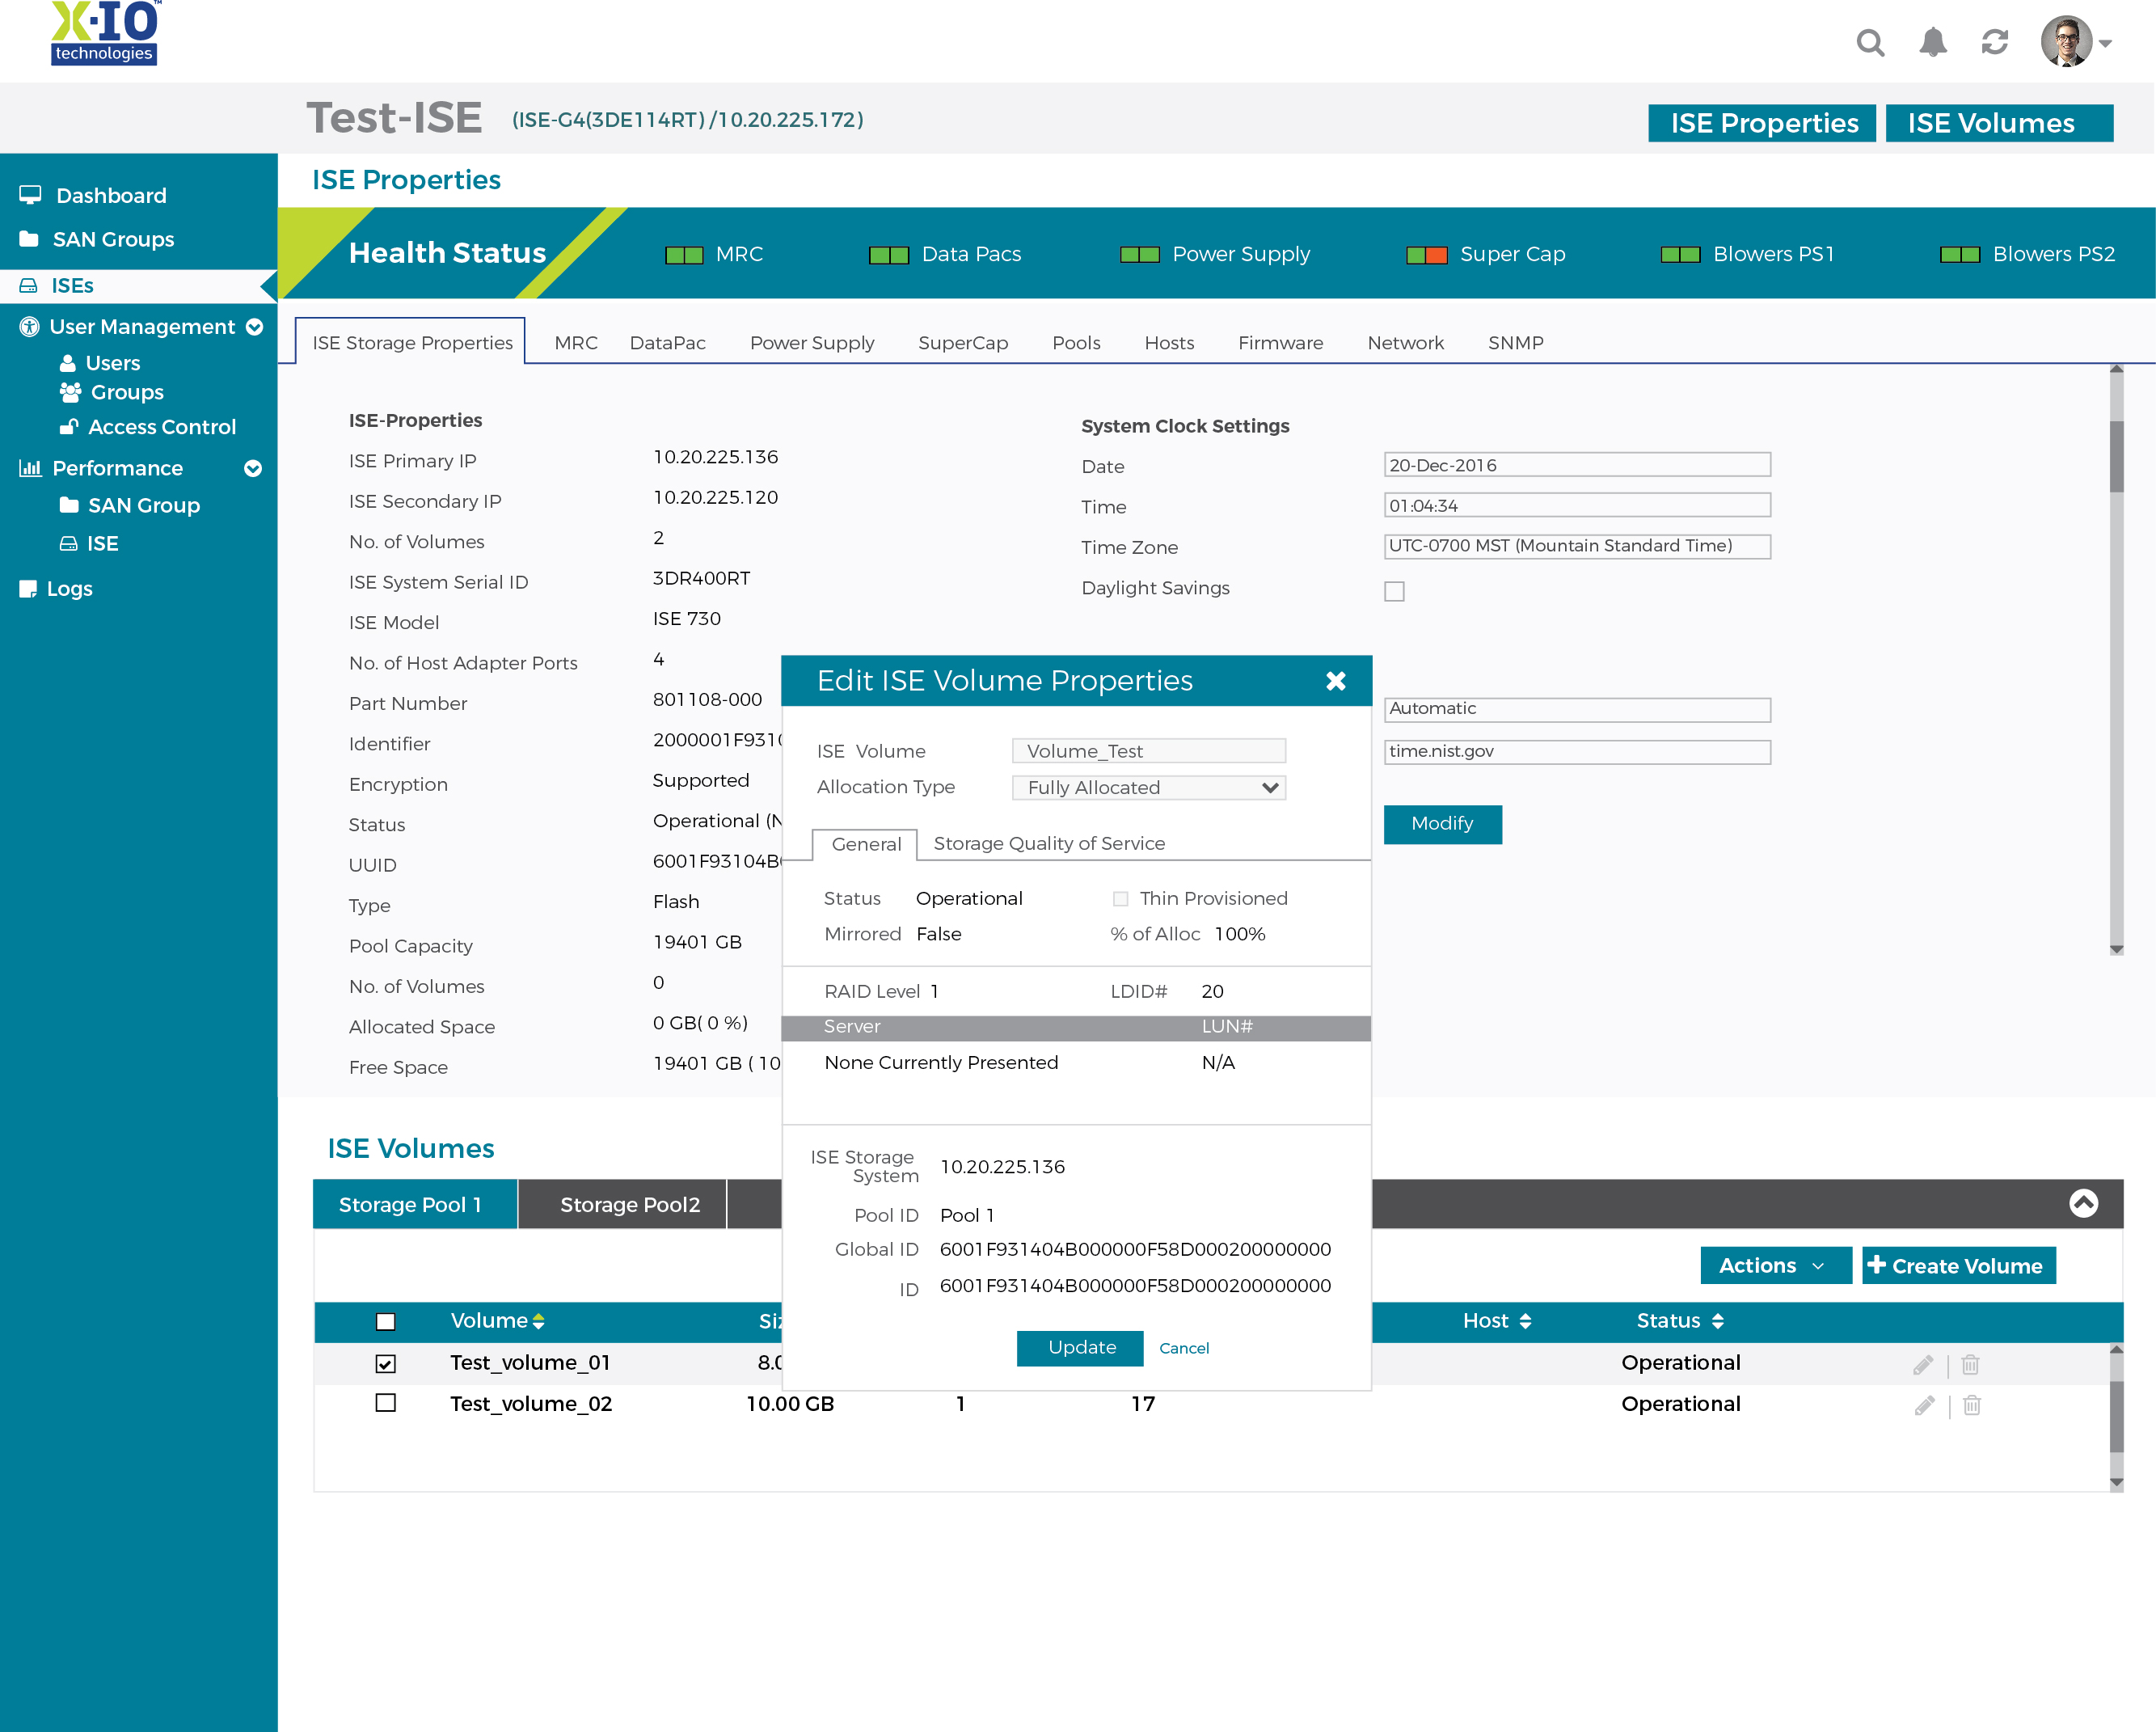 X-IO™
technologies
Test-ISE (ISE-G4(3DE114RT) /10.20.225.172)
ISE Properties ISE Volumes
Dashboard
SAN Groups
ISEs
User Management
Users
Groups
Access Control
Performance
SAN Group
ISE
Logs
ISE Properties
Health Status MRC Data Pacs Power Supply Super Cap Blowers PS1 Blowers PS2
ISE Storage Properties MRC DataPac Power Supply SuperCap Pools Hosts Firmware Network SNMP
ISE-Properties
ISE Primary IP 10.20.225.136
ISE Secondary IP 10.20.225.120
No. of Volumes 2
ISE System Serial ID 3DR400RT
ISE Model ISE 730
No. of Host Adapter Ports 4
Part Number 801108-000
Identifier 2000001F931
Encryption Supported
Status Operational (N
UUID 6001F93104B
Type Flash
Pool Capacity 19401 GB
No. of Volumes 0
Allocated Space 0 GB( 0 %)
Free Space 19401 GB ( 10
System Clock Settings
Date 20-Dec-2016
Time 01:04:34
Time Zone UTC-0700 MST (Mountain Standard Time)
Daylight Savings
Automatic
time.nist.gov
Modify
Edit ISE Volume Properties
ISE Volume Volume_Test
Allocation Type Fully Allocated
General Storage Quality of Service
Status Operational Thin Provisioned
Mirrored False % of Alloc 100%
RAID Level 1 LDID# 20
Server LUN#
None Currently Presented N/A
ISE Storage
System 10.20.225.136
Pool ID Pool 1
Global ID 6001F931404B000000F58D000200000000
ID 6001F931404B000000F58D000200000000
Update Cancel
ISE Volumes
Storage Pool 1 Storage Pool2
Actions Create Volume
Volume Si Host Status
Test_volume_01 8.0 Operational
Test_volume_02 10.00 GB 1 17 Operational